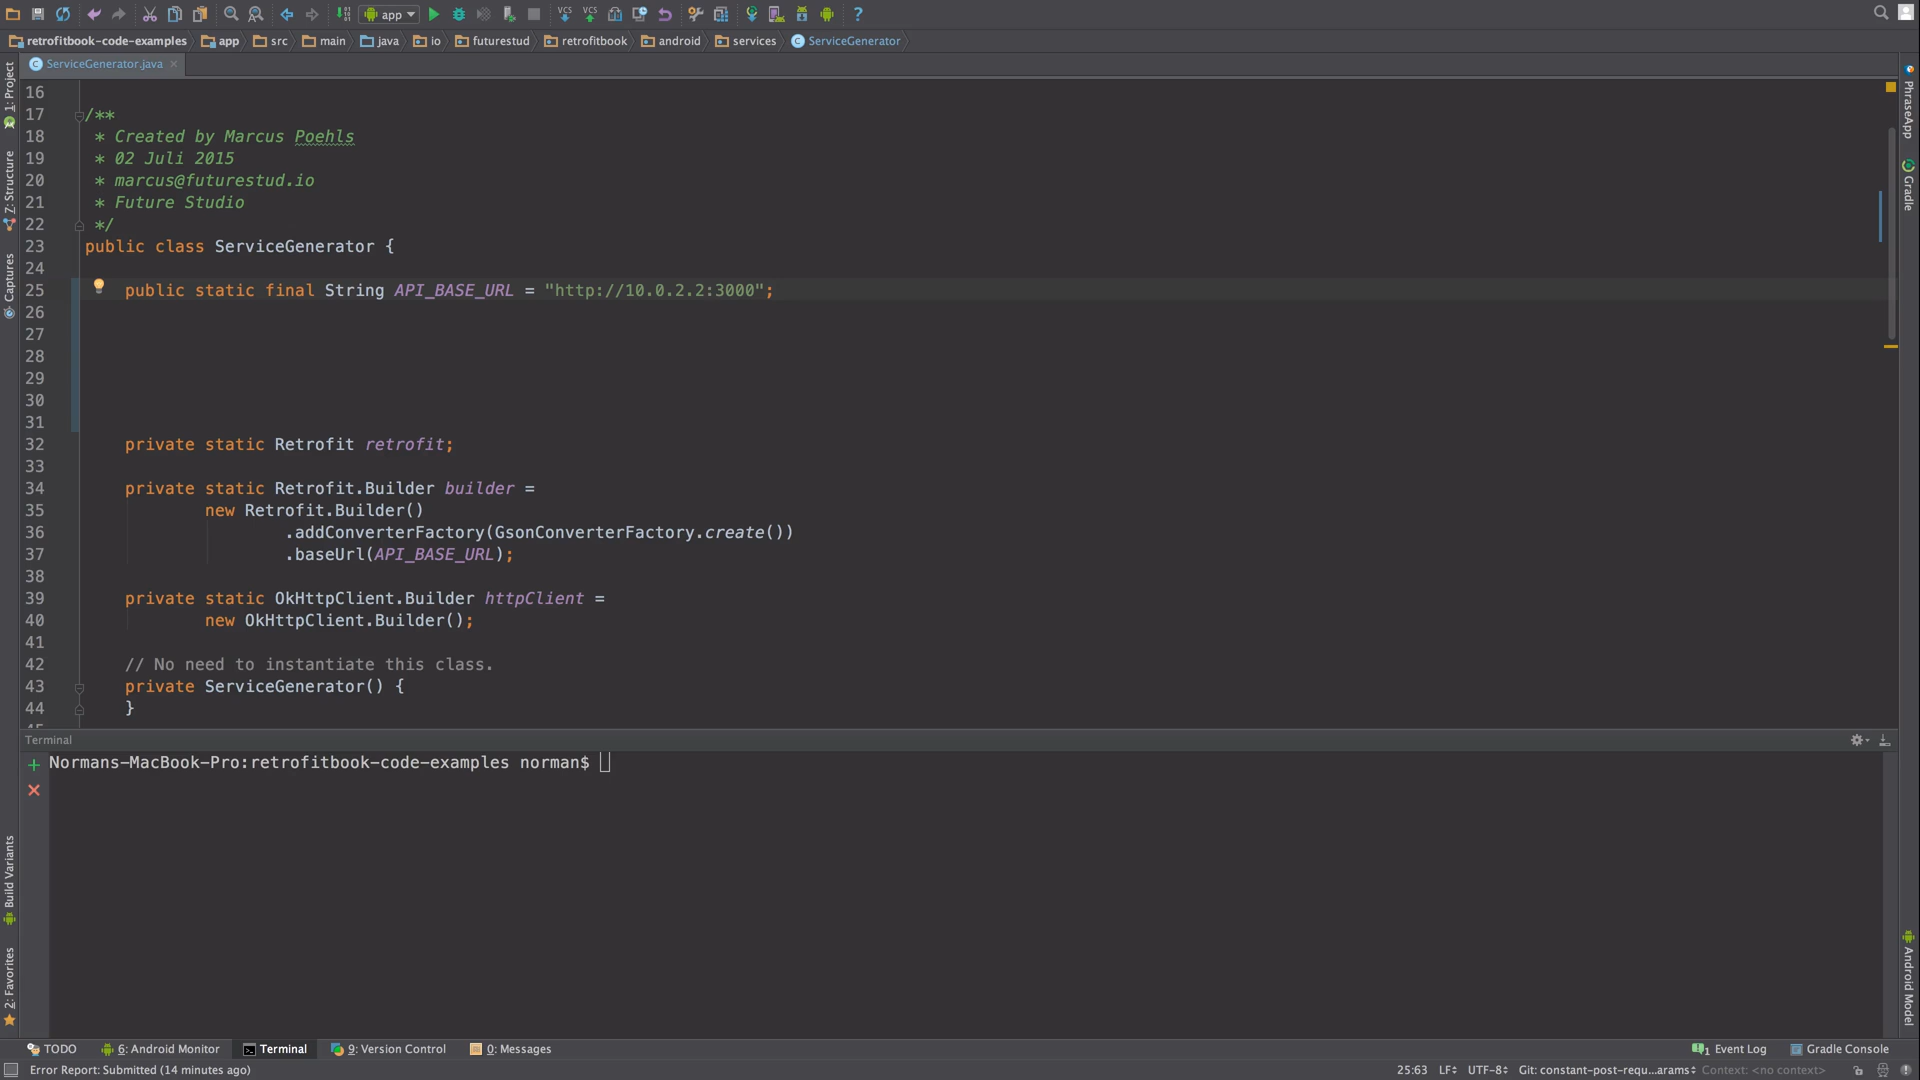 app
retrofitbook-code-examples app src main java io futurestud retrofitbook android services ServiceGenerator
ServiceGenerator.java
1: Project
Z: Structure
Captures
Build Variants
2: Favorites
PhraseApp
Gradle
Android Model
16
17 /**
18 * Created by Marcus Poehls
19 * 02 Juli 2015
20 * marcus@futurestud.io
21 * Future Studio
22 */
23 public class ServiceGenerator {
24
25 public static final String API_BASE_URL = "http://10.0.2.2:3000";
26
27
28
29
30
31
32 private static Retrofit retrofit;
33
34 private static Retrofit.Builder builder =
35 new Retrofit.Builder()
36 .addConverterFactory(GsonConverterFactory.create())
37 .baseUrl(API_BASE_URL);
38
39 private static OkHttpClient.Builder httpClient =
40 new OkHttpClient.Builder();
41
42 // No need to instantiate this class.
43 private ServiceGenerator() {
44 }
Terminal
Normans-MacBook-Pro:retrofitbook-code-examples norman$
TODO 6: Android Monitor Terminal 9: Version Control 0: Messages 1 Event Log Gradle Console
Error Report: Submitted (14 minutes ago) 25:63 LF UTF-8 Git: constant-post-requ...arams Context: <no context>